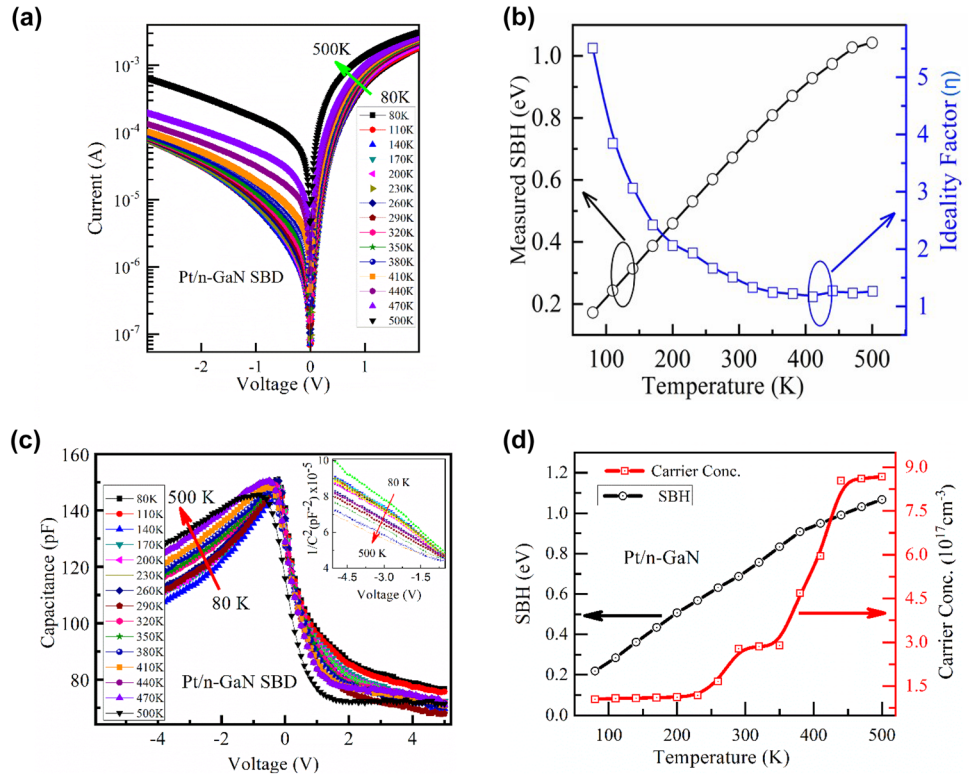 (a)
10-3
10-4
10-5
10-6
10-7
Current (A)
500K
80K
80K
110K
140K
170K
200K
230K
260K
290K
320K
350K
380K
410K
440K
470K
500K
Pt/n-GaN SBD
-2 -1 0 1
Voltage (V)
(b)
1.0
0.8
0.6
0.4
0.2
Measured SBH (eV)
5
4
3
2
1
Ideality Factor(η)
100 200 300 400 500
Temperature (K)
(c)
160
140
120
100
80
60
Capacitance (pF)
80K
110K
140K
170K
200K
230K
260K
290K
320K
350K
380K
410K
440K
470K
500K
500 K
80 K
Pt/n-GaN SBD
10
8
6
4
1/C2(pF-2) x10-5
80 K
500 K
-4.5 -3.0 -1.5
Voltage (V)
-4 -2 0 2 4
Voltage (V)
(d)
1.2
1.1
1.0
0.8
0.6
0.4
0.2
0.0
SBH (eV)
Carrier Conc.
SBH
Pt/n-GaN
9.0
7.5
6.0
4.5
3.0
1.5
Carrier Conc. (1017cm-3)
100 200 300 400 500
Temperature (K)